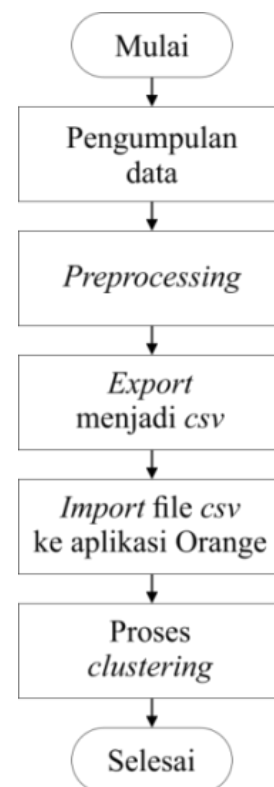 Mulai
Pengumpulan
data
Preprocessing
Export
menjadi csv
Import file csv
ke aplikasi Orange
Proses
clustering
Selesai